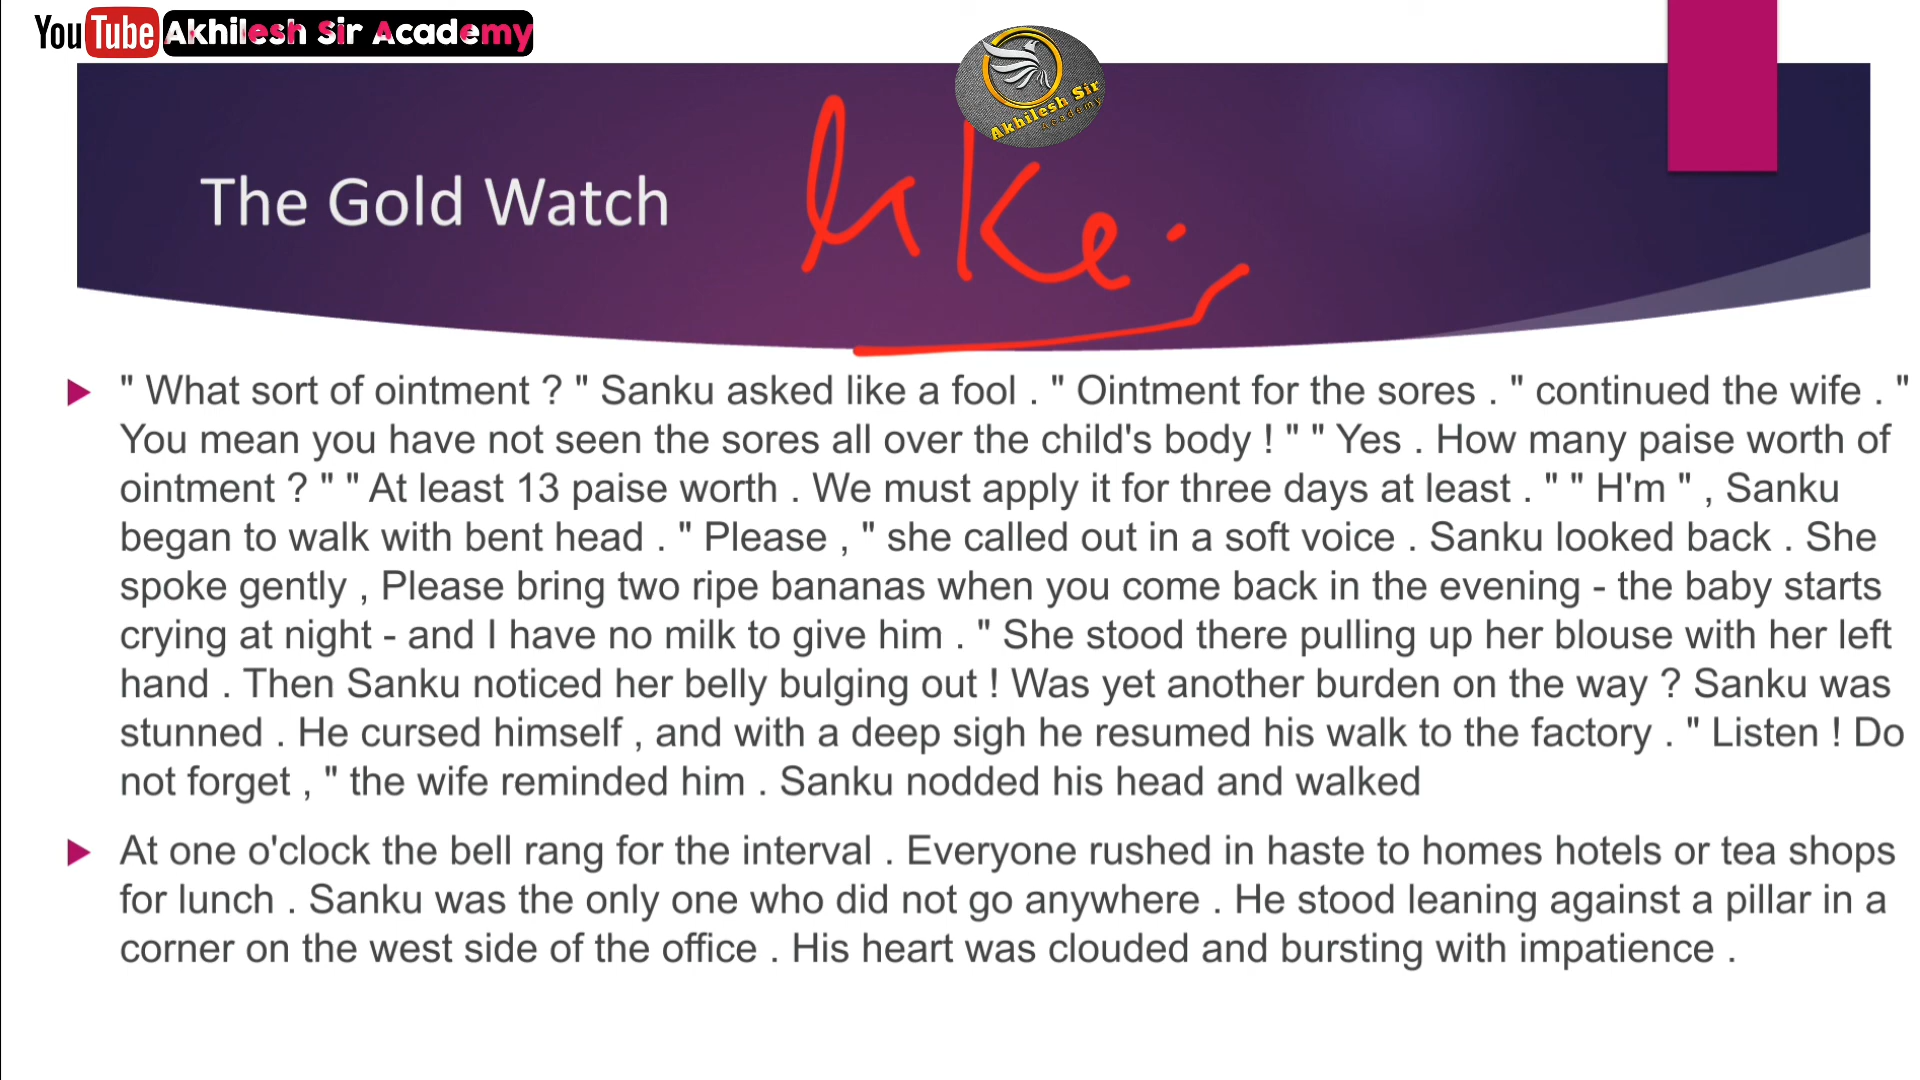 YouTube Akhilesh Sir Academy
Akhilesh Sir
Academy
The Gold Watch
like.
" What sort of ointment ? " Sanku asked like a fool . " Ointment for the sores . " continued the wife . "
You mean you have not seen the sores all over the child's body ! " " Yes . How many paise worth of
ointment ? " " At least 13 paise worth . We must apply it for three days at least . " " H'm " , Sanku
began to walk with bent head . " Please , " she called out in a soft voice . Sanku looked back . She
spoke gently , Please bring two ripe bananas when you come back in the evening - the baby starts
crying at night - and I have no milk to give him . " She stood there pulling up her blouse with her left
hand . Then Sanku noticed her belly bulging out ! Was yet another burden on the way ? Sanku was
stunned . He cursed himself , and with a deep sigh he resumed his walk to the factory . " Listen ! Do
not forget , " the wife reminded him . Sanku nodded his head and walked
At one o'clock the bell rang for the interval . Everyone rushed in haste to homes hotels or tea shops
for lunch . Sanku was the only one who did not go anywhere . He stood leaning against a pillar in a
corner on the west side of the office . His heart was clouded and bursting with impatience .